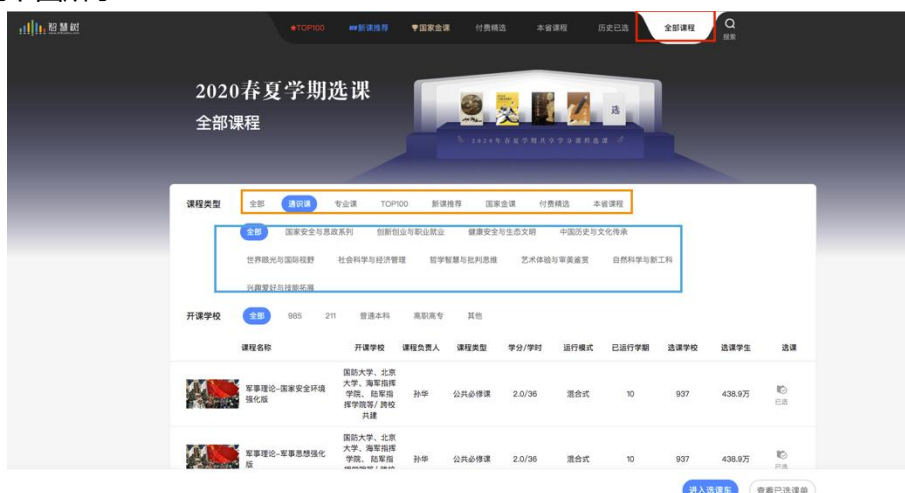 智慧树
★TOP100 新课推荐 国家金课 付费精选 本省课程 历史已选 全部课程 搜索
2020春夏学期选课
全部课程
选
2020年春夏学期共享学分课程选课
课程类型 全部 通识课 专业课 TOP100 新课推荐 国家金课 付费精选 本省课程
全部 国家安全与思政系列 创新创业与职业就业 健康安全与生态文明 中国历史与文化传承
世界眼光与国际视野 社会科学与经济管理 哲学智慧与批判思维 艺术体验与审美鉴赏 自然科学与新工科
兴趣爱好与技能拓展
开课学校 全部 985 211 普通本科 高职高专 其他
课程名称 开课学校 课程负责人 课程类型 学分/学时 运行模式 已运行学期 选课学校 选课学生 选课
军事理论-国家安全环境强化版 国防大学、北京大学、海军指挥学院、陆军指挥学院等/跨校共建 孙华 公共必修课 2.0/36 混合式 10 937 438.9万 已选
军事理论-军事思想强化版 国防大学、北京大学、海军指挥学院、陆军指 孙华 公共必修课 2.0/36 混合式 10 937 438.9万 已选
进入选课车 查看已选课单